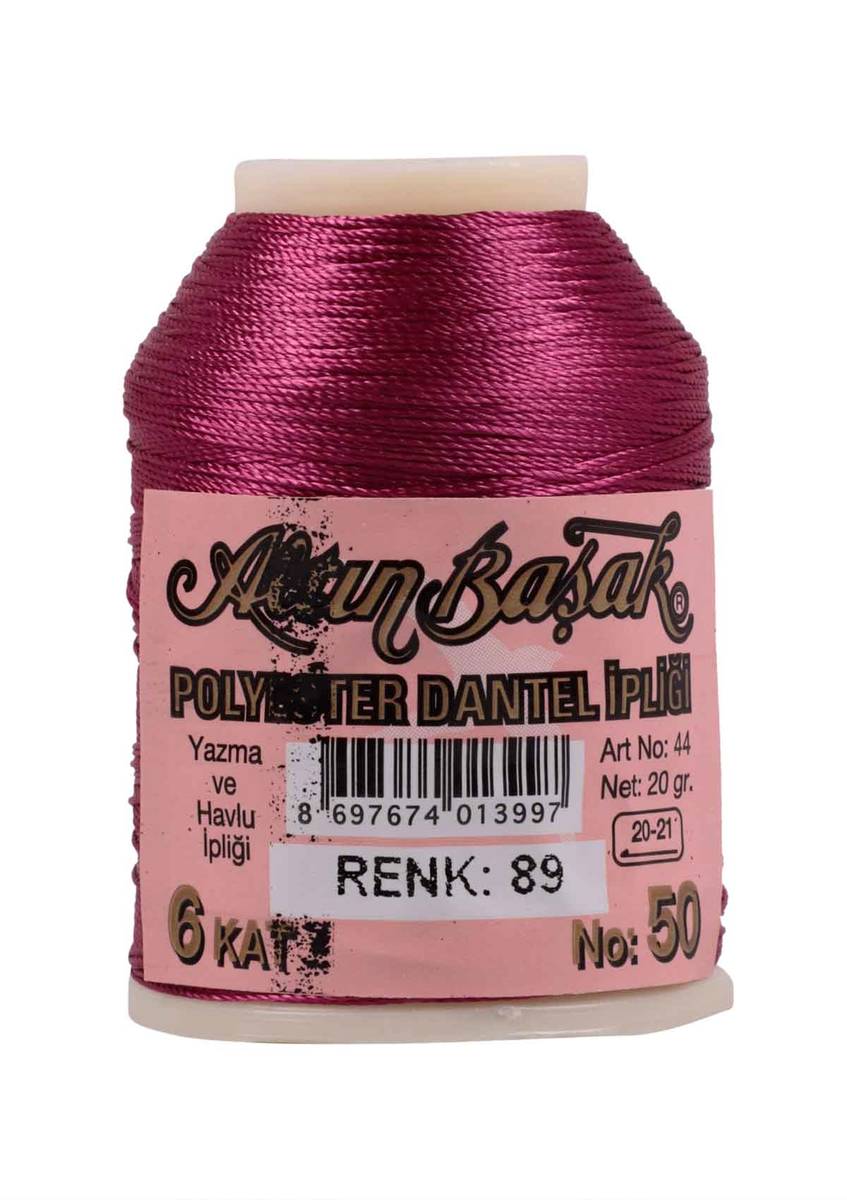 Altın Başak ®
POLYESTER DANTEL İPLİĞİ
Yazma
ve
Havlu
İpliği
8 697674 013997
Art No: 44
Net: 20 gr.
20-21
RENK: 89
6 KAT
No: 50